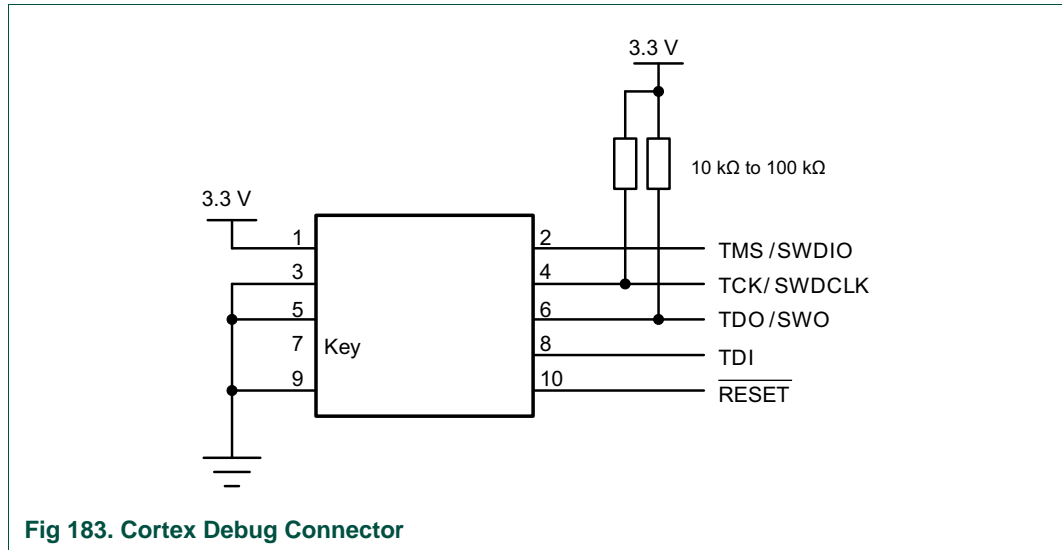 3.3 V
10 kΩ to 100 kΩ
3.3 V
1
2
TMS /SWDIO
3
4
TCK/ SWDCLK
5
6
TDO /SWO
7
Key
8
TDI
9
10
RESET
Fig 183. Cortex Debug Connector